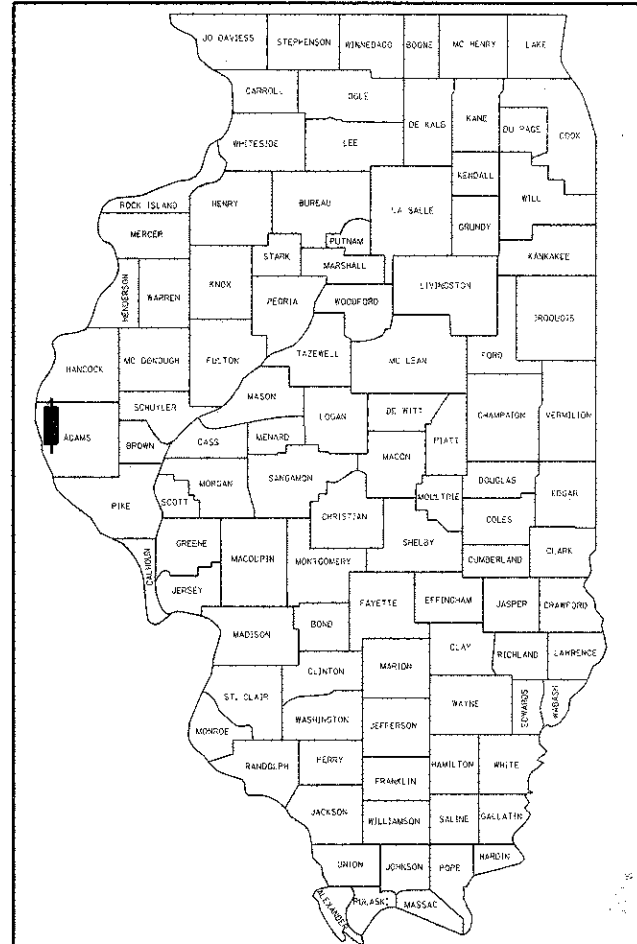 JO DAVIESS
STEPHENSON
WINNEBAGO
BOONE
MC HENRY
LAKE
CARROLL
OGLE
DE KALB
KANE
DU PAGE
COOK
WHITESIDE
LEE
KENDALL
WILL
ROCK ISLAND
HENRY
BUREAU
LA SALLE
GRUNDY
MERCER
PUTNAM
STARK
MARSHALL
KANKAKEE
HENDERSON
WARREN
KNOX
PEORIA
WOODFORD
LIVINGSTON
IROQUOIS
HANCOCK
MC DONOUGH
FULTON
TAZEWELL
MC LEAN
FORD
MASON
SCHUYLER
LOGAN
DE WITT
CHAMPAIGN
VERMILION
ADAMS
BROWN
CASS
MENARD
MACON
PIATT
MORGAN
SANGAMON
DOUGLAS
EDGAR
PIKE
SCOTT
MOULTRIE
CHRISTIAN
COLES
GREENE
MACOUPIN
MONTGOMERY
SHELBY
CUMBERLAND
CLARK
CALHOUN
JERSEY
FAYETTE
EFFINGHAM
JASPER
CRAWFORD
MADISON
BOND
CLAY
RICHLAND
LAWRENCE
CLINTON
MARION
ST. CLAIR
WAYNE
EDWARDS
WABASH
WASHINGTON
JEFFERSON
MONROE
RANDOLPH
PERRY
HAMILTON
WHITE
FRANKLIN
JACKSON
WILLIAMSON
SALINE
GALLATIN
UNION
JOHNSON
POPE
HARDIN
ALEXANDER
PULASKI
MASSAC